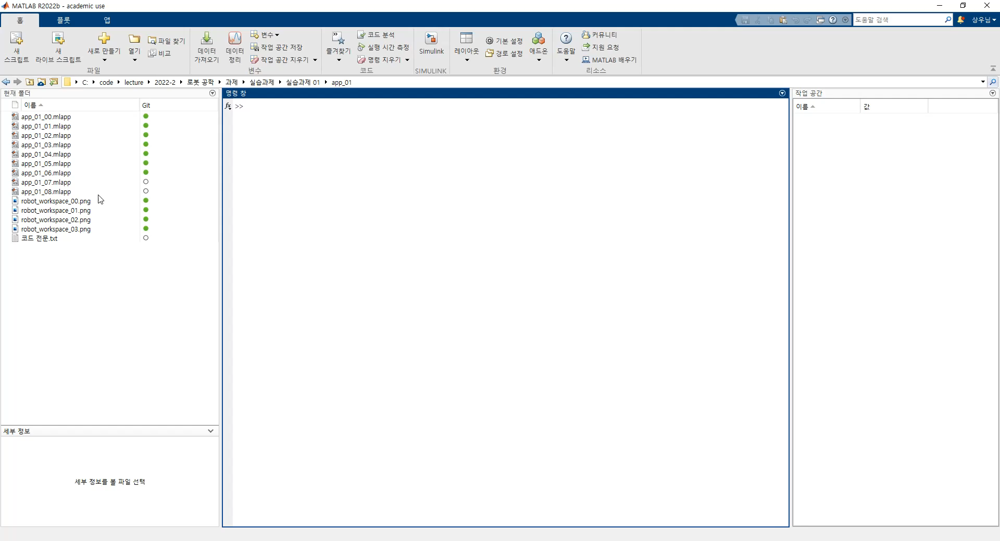 MATLAB R2022b - academic use
홈 플롯 앱
도움말 검색 상우님
새 스크립트
새 라이브 스크립트
새로 만들기
열기
파일 찾기
비교
파일
데이터 가져오기
데이터 정리
변수
작업 공간 저장
작업 공간 지우기
변수
즐겨찾기
코드 분석
실행 시간 측정
명령 지우기
코드
Simulink
SIMULINK
레이아웃
기본 설정
경로 설정
애드온
환경
도움말
커뮤니티
지원 요청
MATLAB 배우기
리소스
C: code lecture 2022-2 로봇 공학 과제 실습과제 실습과제 01 app_01
현재 폴더
이름 Git
app_01_00.mlapp
app_01_01.mlapp
app_01_02.mlapp
app_01_03.mlapp
app_01_04.mlapp
app_01_05.mlapp
app_01_06.mlapp
app_01_07.mlapp
app_01_08.mlapp
robot_workspace_00.png
robot_workspace_01.png
robot_workspace_02.png
robot_workspace_03.png
코드 전문.txt
세부 정보
세부 정보를 볼 파일 선택
명령 창
fx >>
작업 공간
이름 값